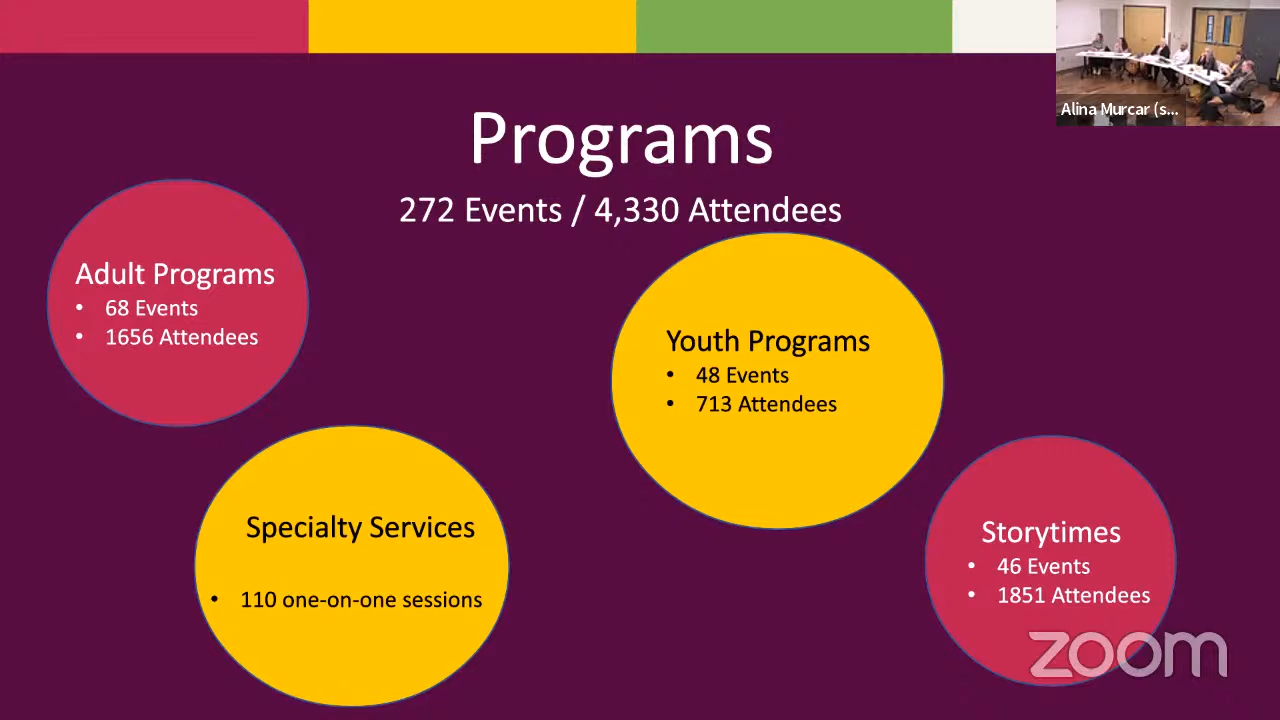 Alina Murcar (s...
Programs
272 Events / 4,330 Attendees
Adult Programs
• 68 Events
• 1656 Attendees
Youth Programs
• 48 Events
• 713 Attendees
Specialty Services
• 110 one-on-one sessions
Storytimes
• 46 Events
• 1851 Attendees
zoom